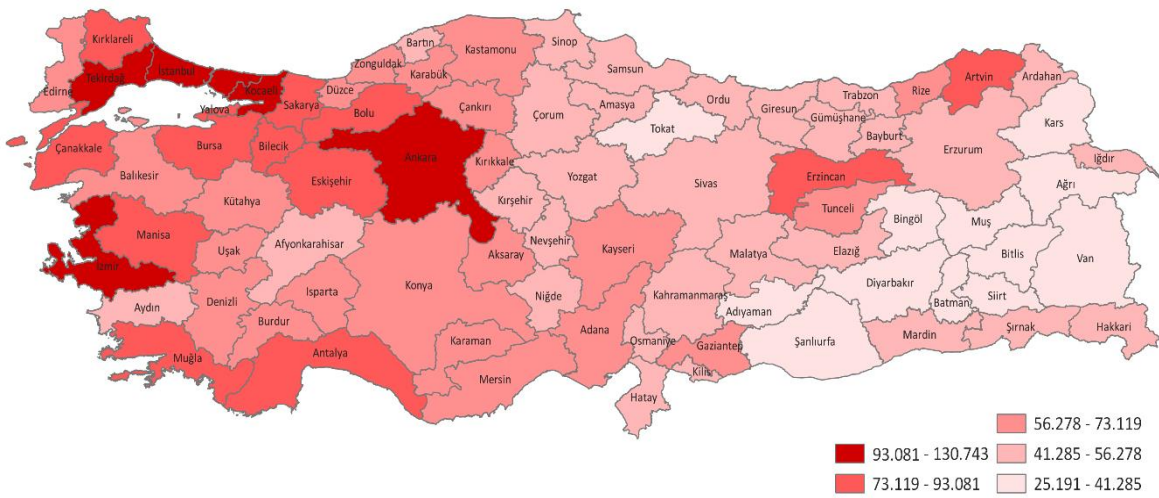 Kırklareli
Edirne
Tekirdağ
İstanbul
Kocaeli
Yalova
Sakarya
Düzce
Zonguldak
Bartın
Karabük
Kastamonu
Sinop
Samsun
Çankırı
Çorum
Amasya
Tokat
Ordu
Giresun
Trabzon
Gümüşhane
Rize
Artvin
Ardahan
Bayburt
Kars
Iğdır
Erzurum
Ağrı
Çanakkale
Balıkesir
Bursa
Bilecik
Bolu
Eskişehir
Ankara
Kırıkkale
Kırşehir
Yozgat
Sivas
Erzincan
Tunceli
Bingöl
Muş
Bitlis
Van
Kütahya
Manisa
İzmir
Uşak
Afyonkarahisar
Aydın
Denizli
Isparta
Burdur
Muğla
Antalya
Konya
Aksaray
Nevşehir
Niğde
Kayseri
Karaman
Mersin
Adana
Kahramanmaraş
Osmaniye
Hatay
Kilis
Gaziantep
Malatya
Elazığ
Adıyaman
Şanlıurfa
Diyarbakır
Batman
Siirt
Mardin
Şırnak
Hakkari
56.278 - 73.119
93.081 - 130.743
41.285 - 56.278
73.119 - 93.081
25.191 - 41.285